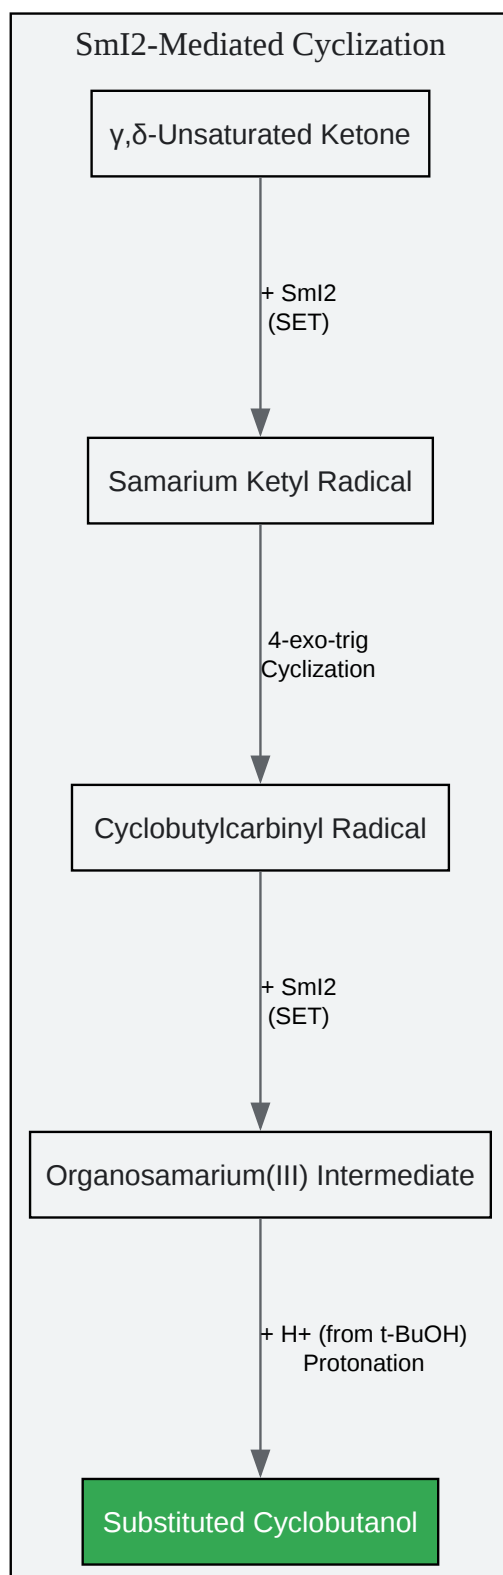 SmI2-Mediated Cyclization
γ,δ-Unsaturated Ketone
+ SmI2
(SET)
Samarium Ketyl Radical
4-exo-trig
Cyclization
Cyclobutylcarbinyl Radical
+ SmI2
(SET)
Organosamarium(III) Intermediate
+ H+ (from t-BuOH)
Protonation
Substituted Cyclobutanol